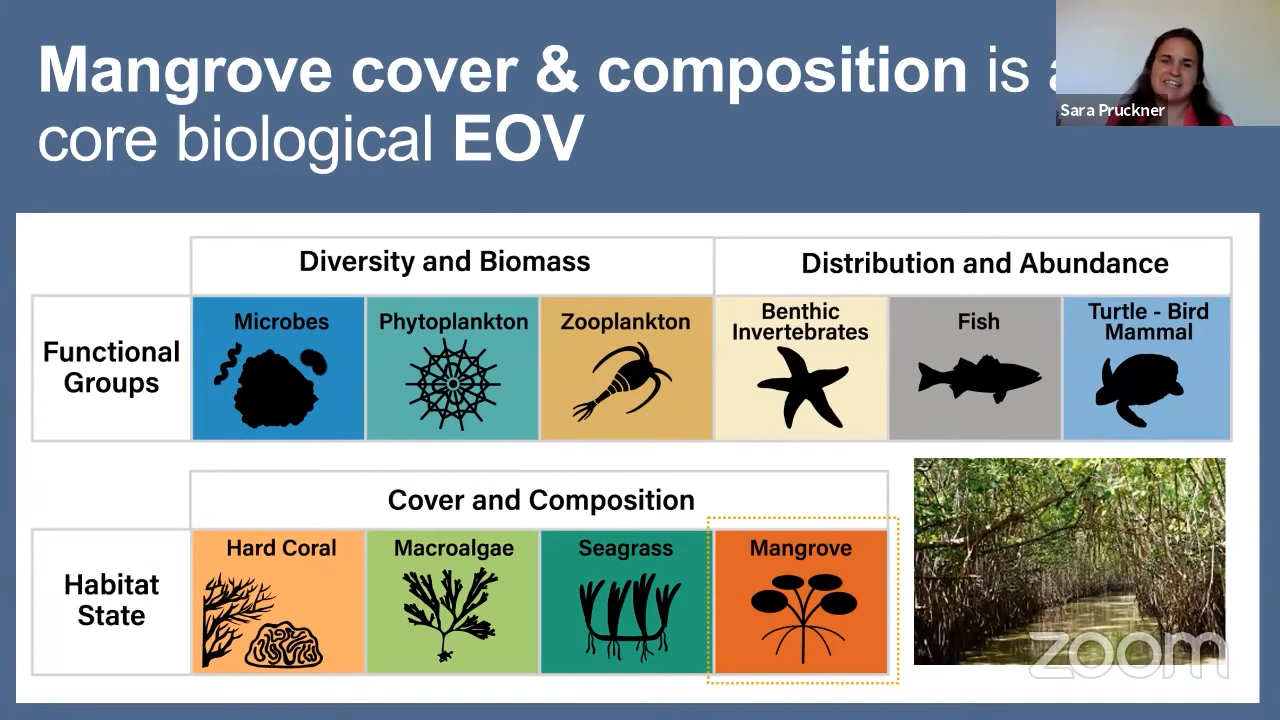 Mangrove cover & composition is a
core biological EOV
Sara Pruckner
Diversity and Biomass
Distribution and Abundance
Functional
Groups
Microbes
Phytoplankton
Zooplankton
Benthic
Invertebrates
Fish
Turtle - Bird
Mammal
Cover and Composition
Habitat
State
Hard Coral
Macroalgae
Seagrass
Mangrove
zoom